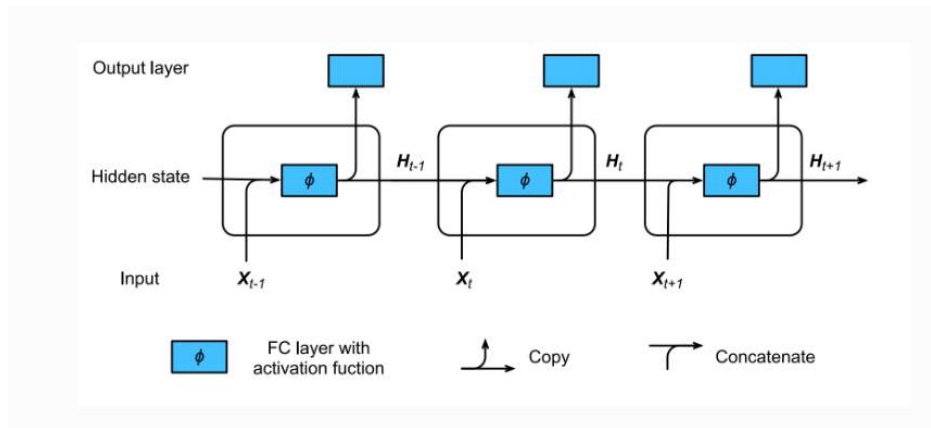 Output layer
Hidden state
ϕ
H_{t-1}
ϕ
H_t
ϕ
H_{t+1}
Input
X_{t-1}
X_t
X_{t+1}
ϕ
FC layer with
activation fuction
Copy
Concatenate